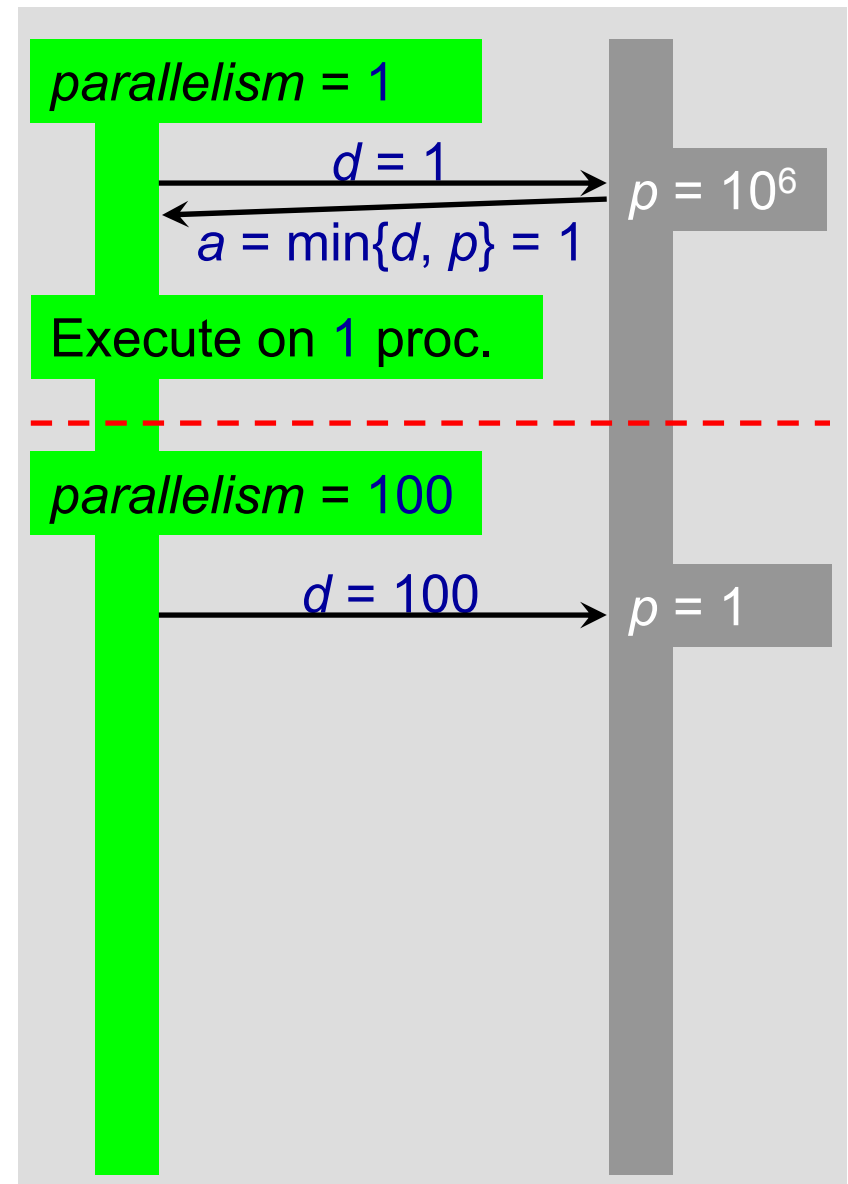 parallelism = 1
d = 1
p = 10⁶
a = min{d, p} = 1
Execute on 1 proc.
parallelism = 100
d = 100
p = 1